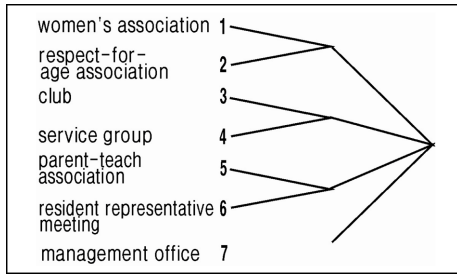 women's association 1
respect-for-
age association 2
club 3
service group 4
parent-teach
association 5
resident representative 6
meeting
management office 7